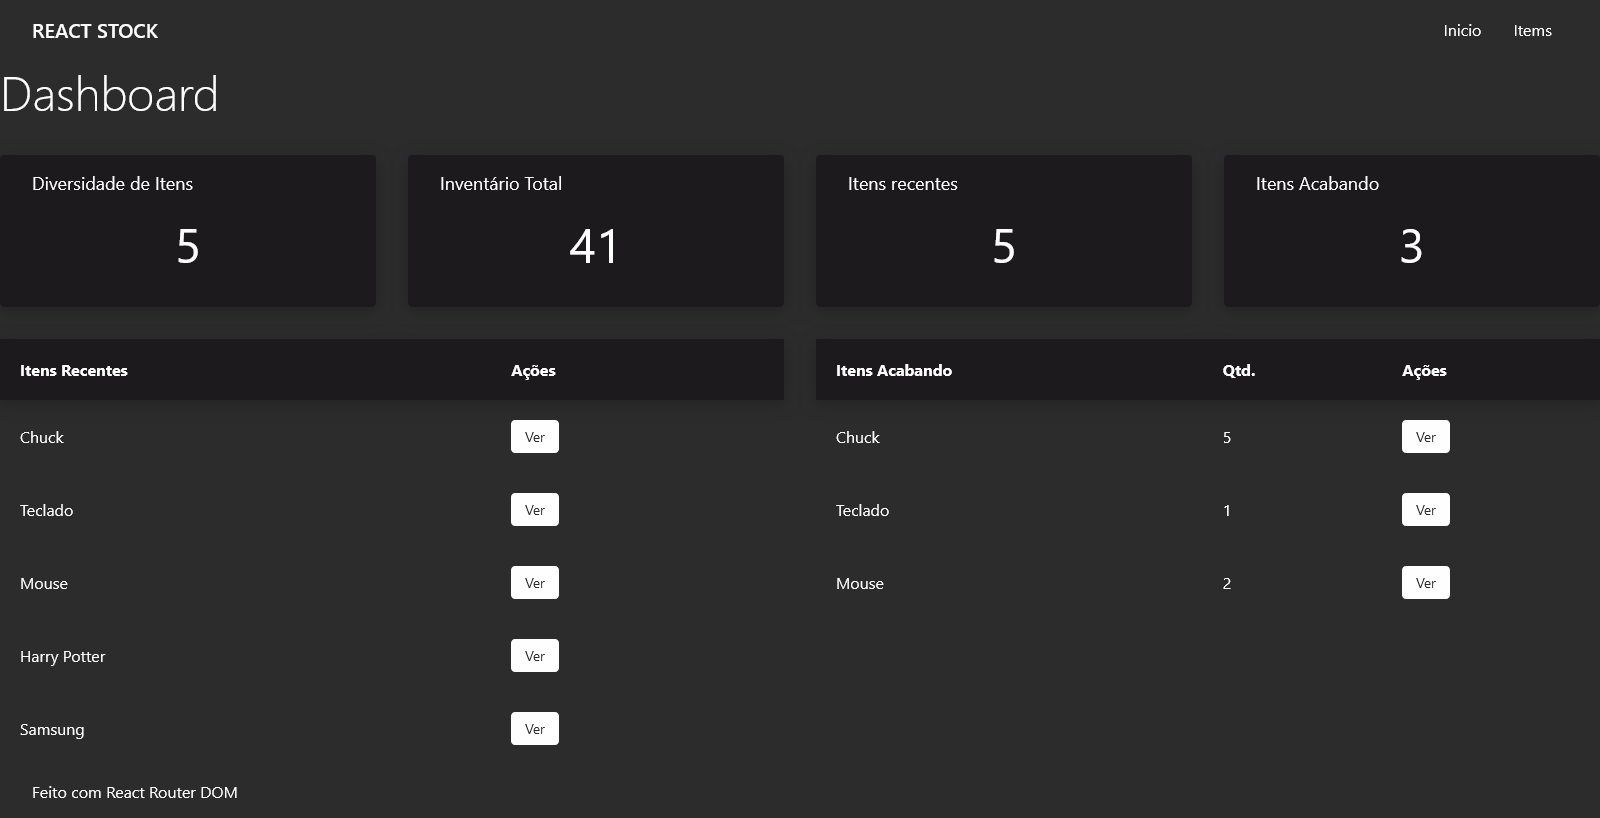 REACT STOCK Inicio Items
Dashboard
Diversidade de Itens
5
Inventário Total
41
Itens recentes
5
Itens Acabando
3
Itens Recentes Ações
Chuck Ver
Teclado Ver
Mouse Ver
Harry Potter Ver
Samsung Ver
Itens Acabando Qtd. Ações
Chuck 5 Ver
Teclado 1 Ver
Mouse 2 Ver
Feito com React Router DOM